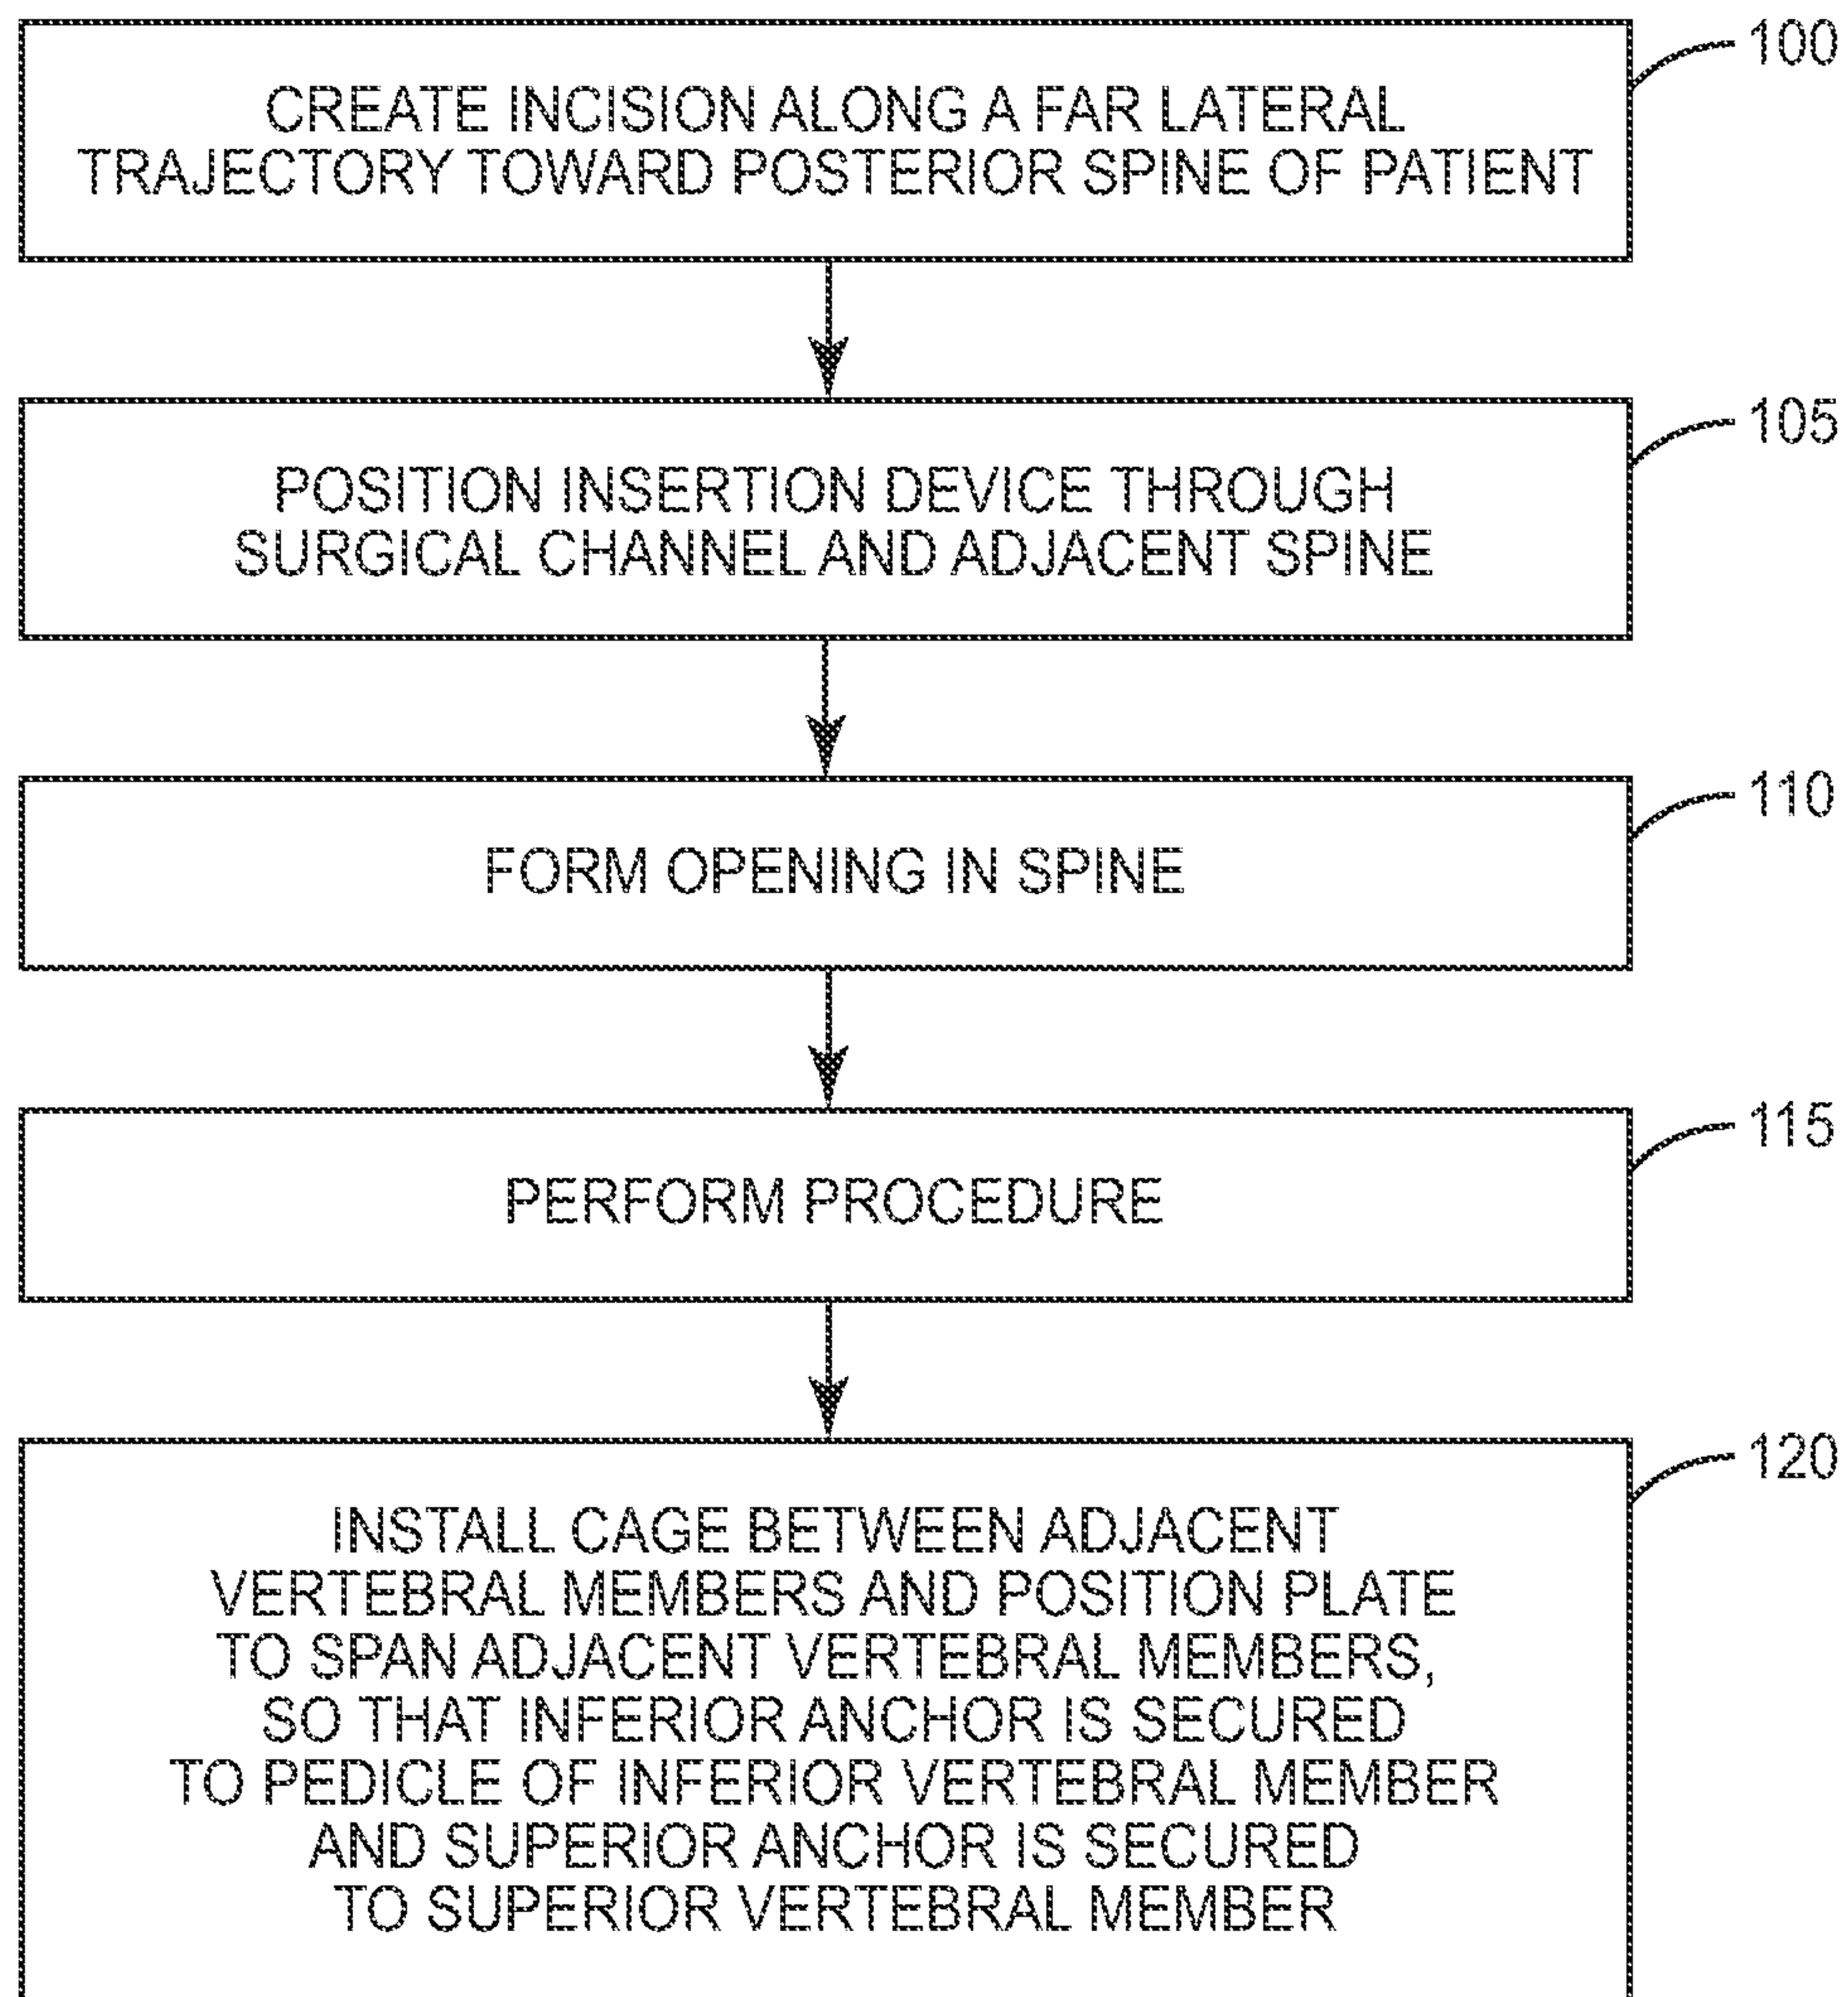 100
CREATE INCISION ALONG A FAR LATERAL
TRAJECTORY TOWARD POSTERIOR SPINE OF PATIENT
105
POSITION INSERTION DEVICE THROUGH
SURGICAL CHANNEL AND ADJACENT SPINE
110
FORM OPENING IN SPINE
115
PERFORM PROCEDURE
120
INSTALL CAGE BETWEEN ADJACENT
VERTEBRAL MEMBERS AND POSITION PLATE
TO SPAN ADJACENT VERTEBRAL MEMBERS,
SO THAT INFERIOR ANCHOR IS SECURED
TO PEDICLE OF INFERIOR VERTEBRAL MEMBER
AND SUPERIOR ANCHOR IS SECURED
TO SUPERIOR VERTEBRAL MEMBER